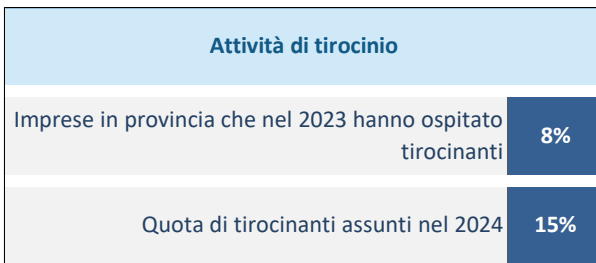 Attività di tirocinio
Imprese in provincia che nel 2023 hanno ospitato
tirocinanti
8%
Quota di tirocinanti assunti nel 2024
15%